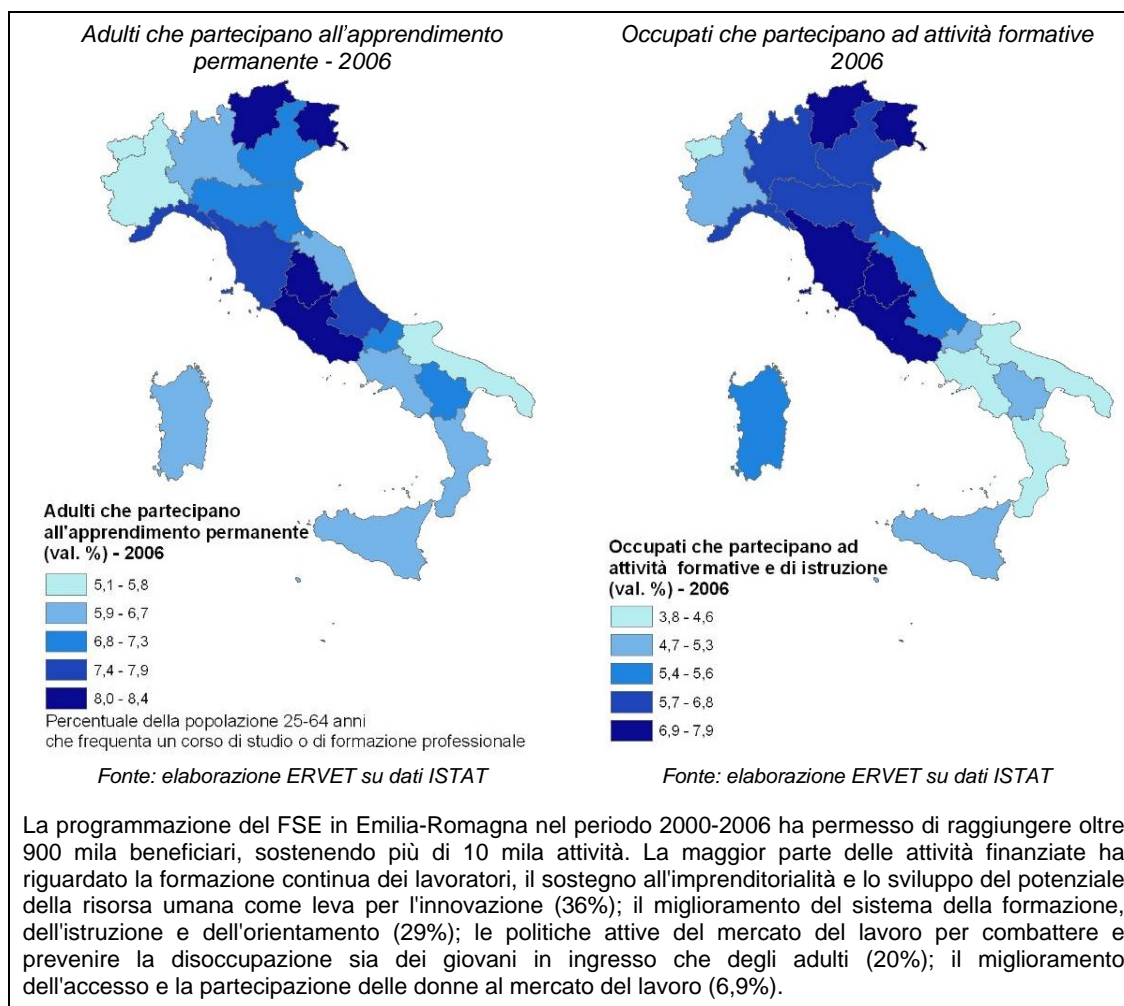 Adulti che partecipano all'apprendimento
permanente - 2006
Adulti che partecipano
all'apprendimento permanente
(val. %) - 2006
5,1 - 5,8
5,9 - 6,7
6,8 - 7,3
7,4 - 7,9
8,0 - 8,4
Percentuale della popolazione 25-64 anni
che frequenta un corso di studio o di formazione professionale
Fonte: elaborazione ERVET su dati ISTAT
Occupati che partecipano ad attività formative
2006
Occupati che partecipano ad
attività formative e di istruzione
(val. %) - 2006
3,8 - 4,6
4,7 - 5,3
5,4 - 5,6
5,7 - 6,8
6,9 - 7,9
Fonte: elaborazione ERVET su dati ISTAT
La programmazione del FSE in Emilia-Romagna nel periodo 2000-2006 ha permesso di raggiungere oltre
900 mila beneficiari, sostenendo più di 10 mila attività. La maggior parte delle attività finanziate ha
riguardato la formazione continua dei lavoratori, il sostegno all'imprenditorialità e lo sviluppo del potenziale
della risorsa umana come leva per l'innovazione (36%); il miglioramento del sistema della formazione,
dell'istruzione e dell'orientamento (29%); le politiche attive del mercato del lavoro per combattere e
prevenire la disoccupazione sia dei giovani in ingresso che degli adulti (20%); il miglioramento
dell'accesso e la partecipazione delle donne al mercato del lavoro (6,9%).